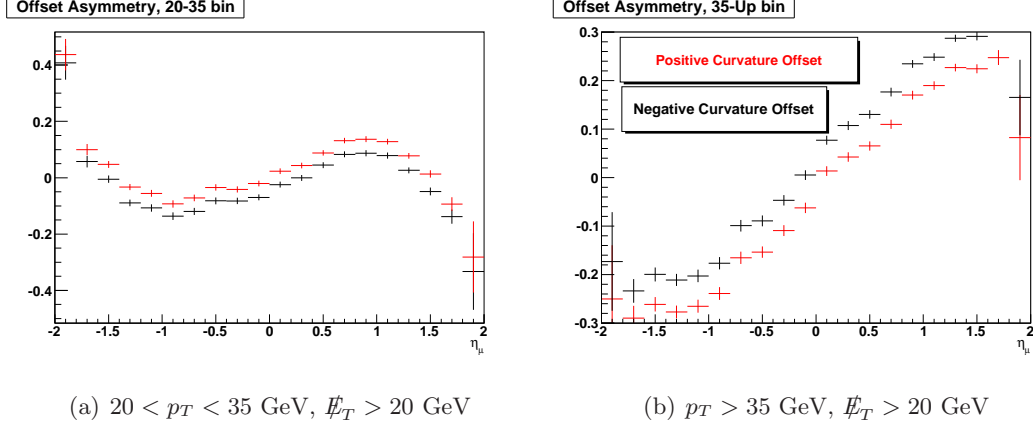 Offset Asymmetry, 20-35 bin
0.4
0.2
0
-0.2
-0.4
-2 -1.5 -1 -0.5 0 0.5 1 1.5 2
ημ
(a) 20 < pT < 35 GeV, E̸T > 20 GeV
Offset Asymmetry, 35-Up bin
0.3
0.2
0.1
0
-0.1
-0.2
-0.3
Positive Curvature Offset
Negative Curvature Offset
-2 -1.5 -1 -0.5 0 0.5 1 1.5 2
ημ
(b) pT > 35 GeV, E̸T > 20 GeV